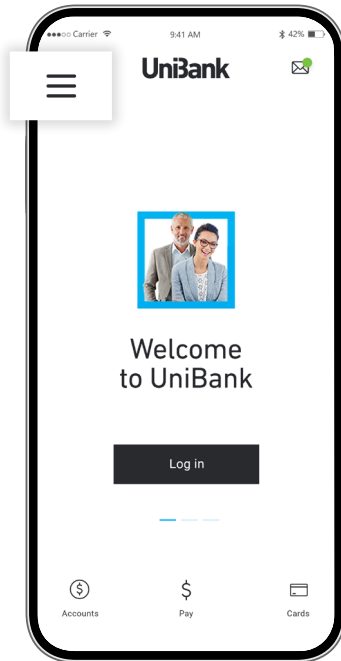 Carrier 9:41 AM 42%
UniBank
Welcome
to UniBank
Log in
Accounts Pay Cards